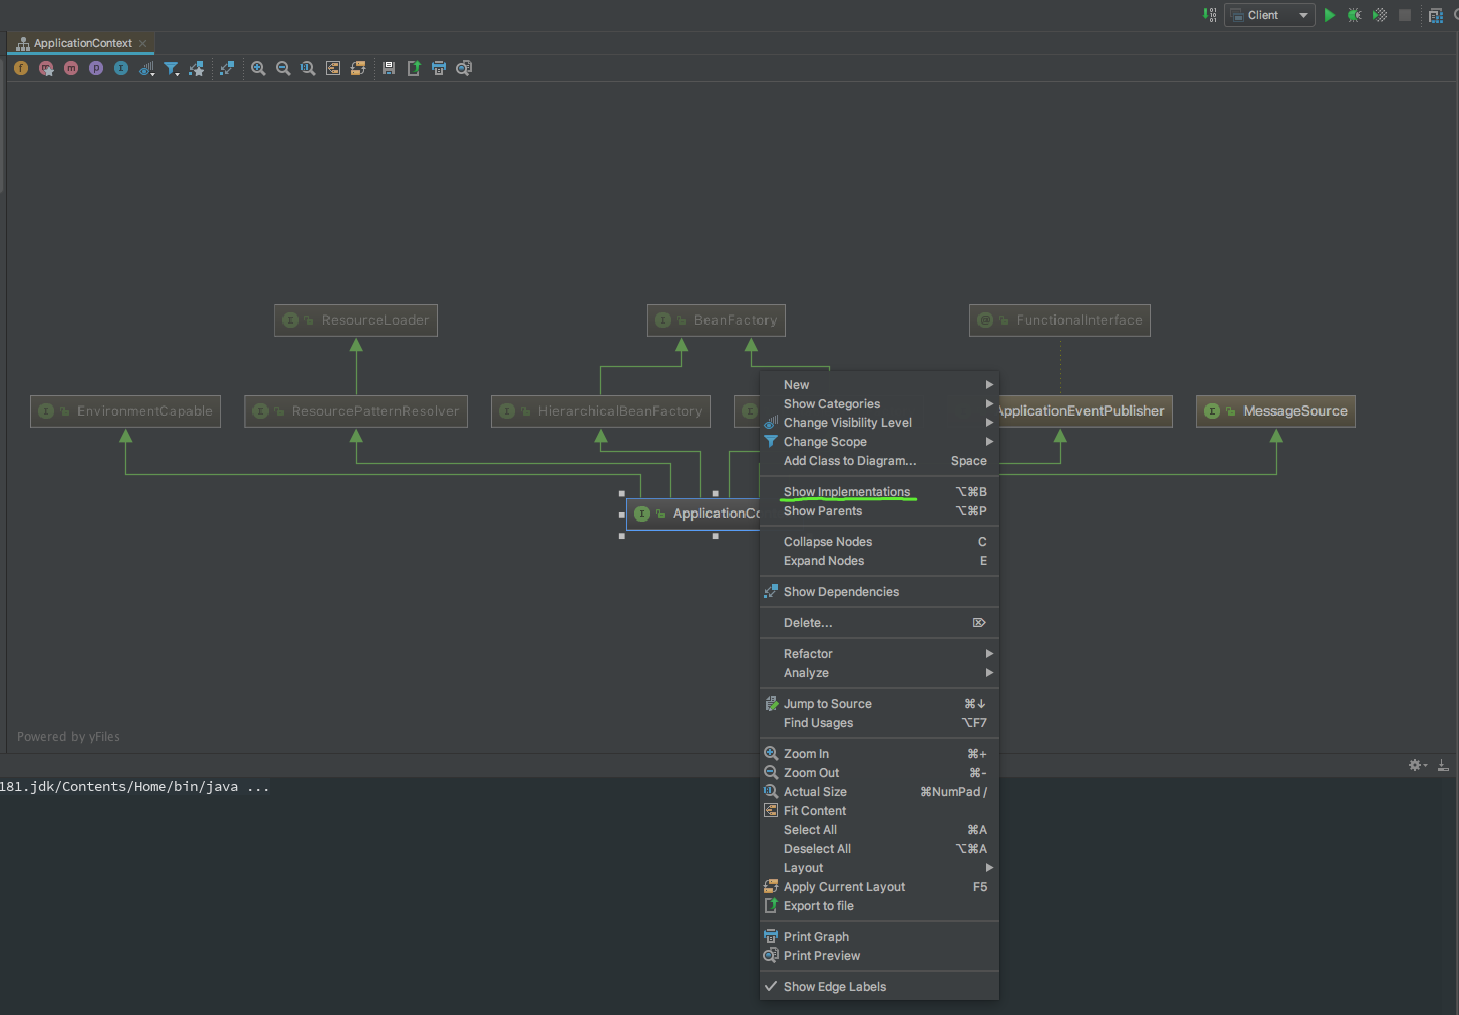 Client
ApplicationContext
ResourceLoader
BeanFactory
FunctionalInterface
EnvironmentCapable
ResourcePatternResolver
HierarchicalBeanFactory
ApplicationEventPublisher
MessageSource
ApplicationCo
New
Show Categories
Change Visibility Level
Change Scope
Add Class to Diagram... Space
Show Implementations ⌥⌘B
Show Parents ⌥⌘P
Collapse Nodes C
Expand Nodes E
Show Dependencies
Delete... ⌦
Refactor
Analyze
Jump to Source ⌘↓
Find Usages ⌥F7
Zoom In ⌘+
Zoom Out ⌘-
Actual Size ⌘NumPad /
Fit Content
Select All ⌘A
Deselect All ⌥⌘A
Layout
Apply Current Layout F5
Export to file
Print Graph
Print Preview
Show Edge Labels
Powered by yFiles
181.jdk/Contents/Home/bin/java ...